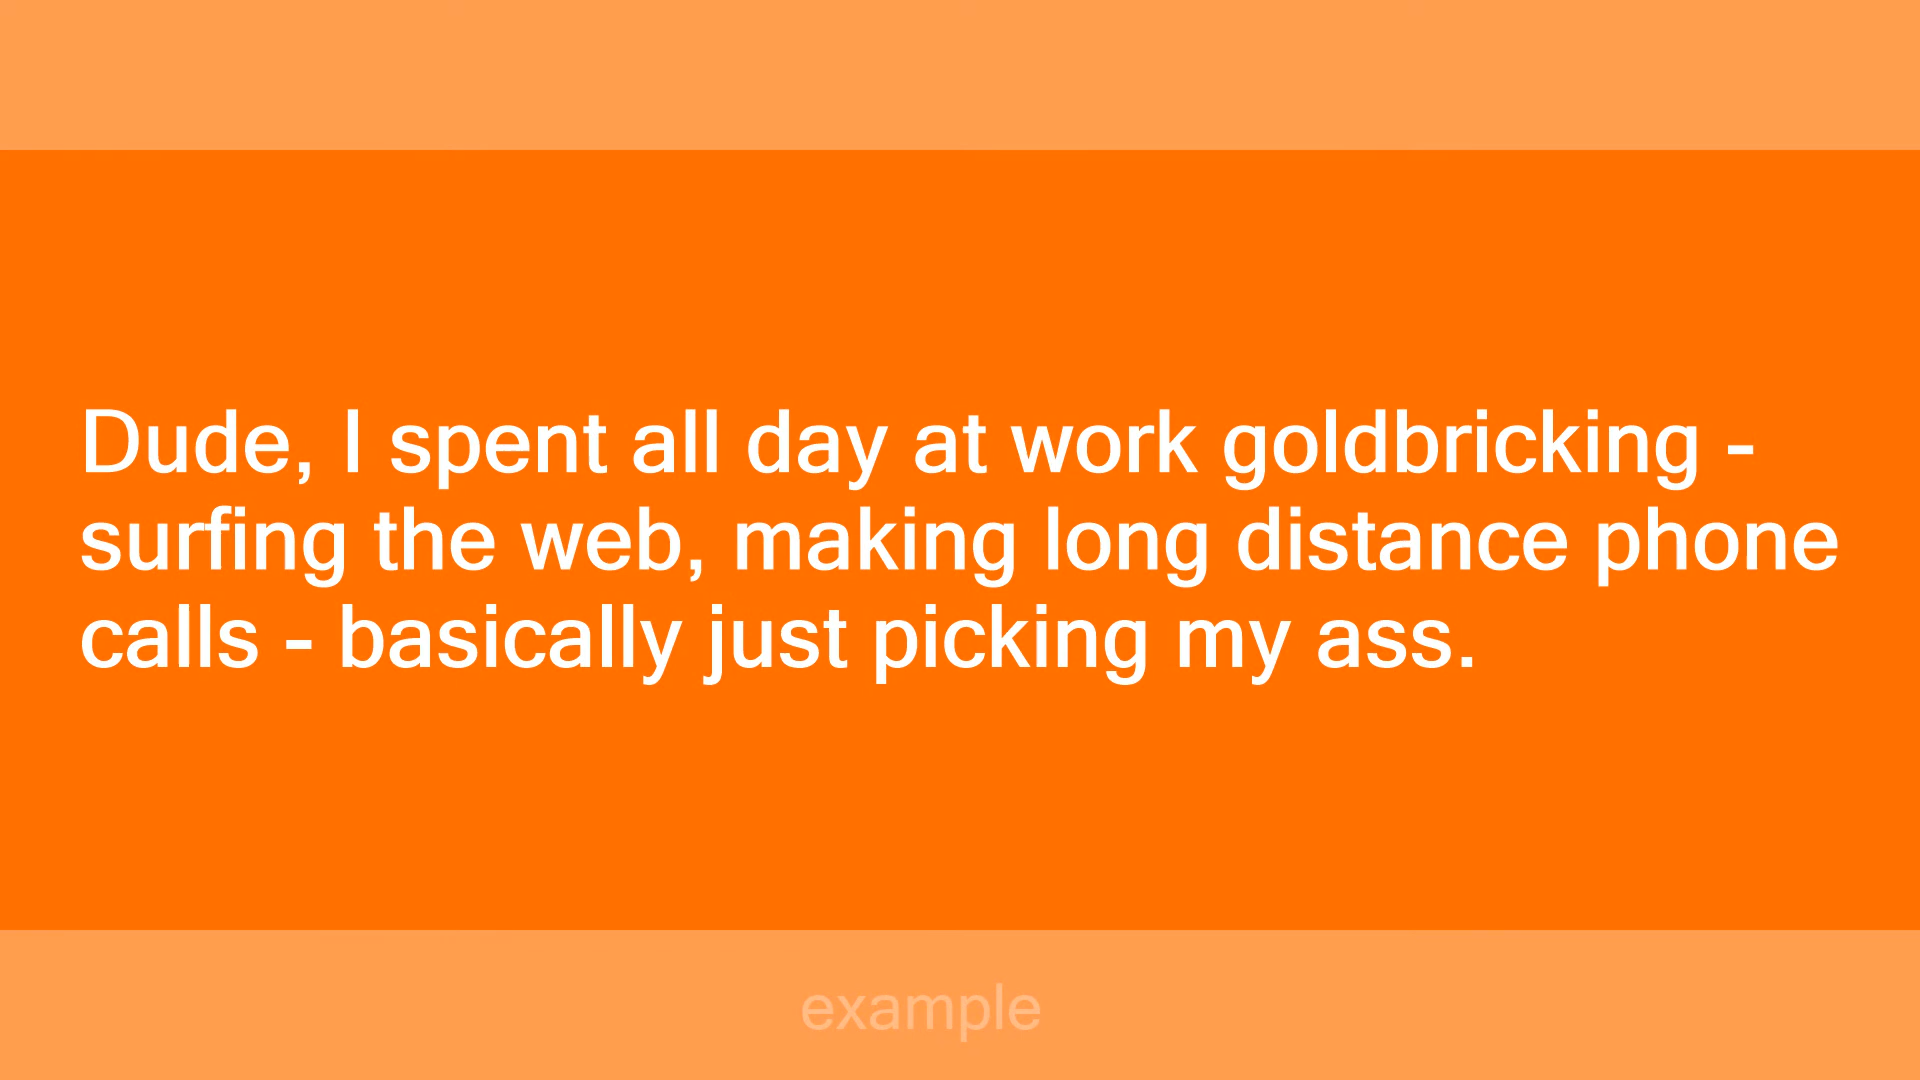 Dude, I spent all day at work goldbricking -
surfing the web, making long distance phone
calls - basically just picking my ass.
example